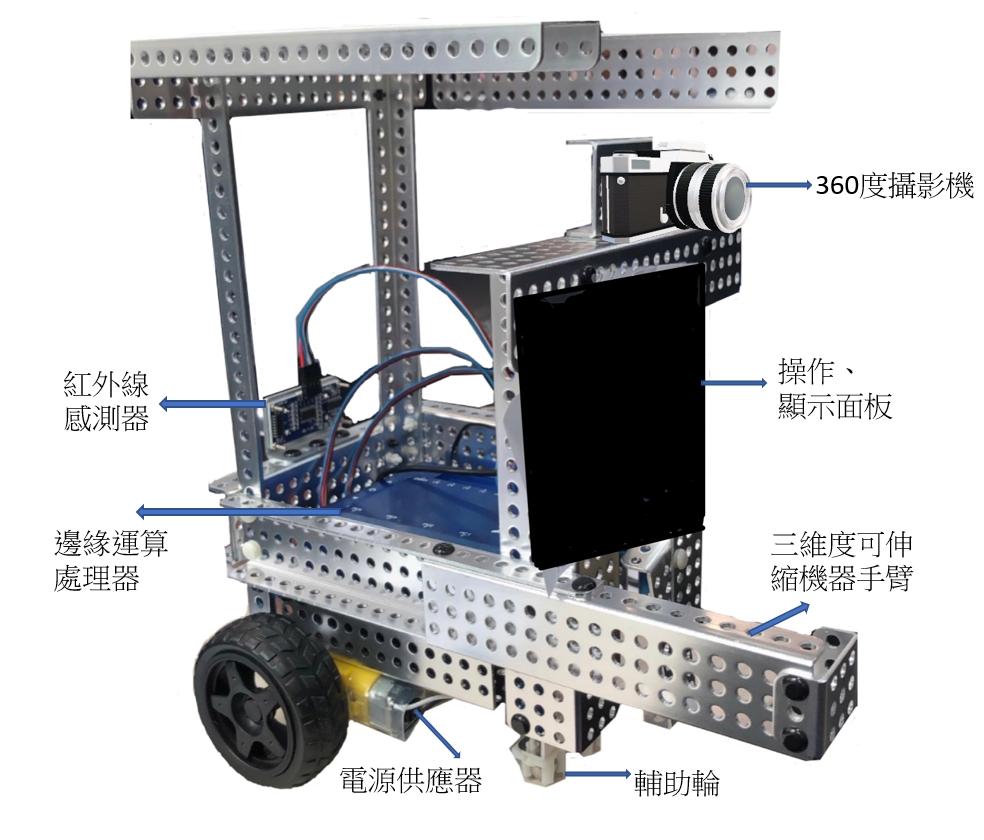 360度攝影機
紅外線
感測器
操作、
顯示面板
邊緣運算
處理器
三維度可伸
縮機器手臂
電源供應器
輔助輪